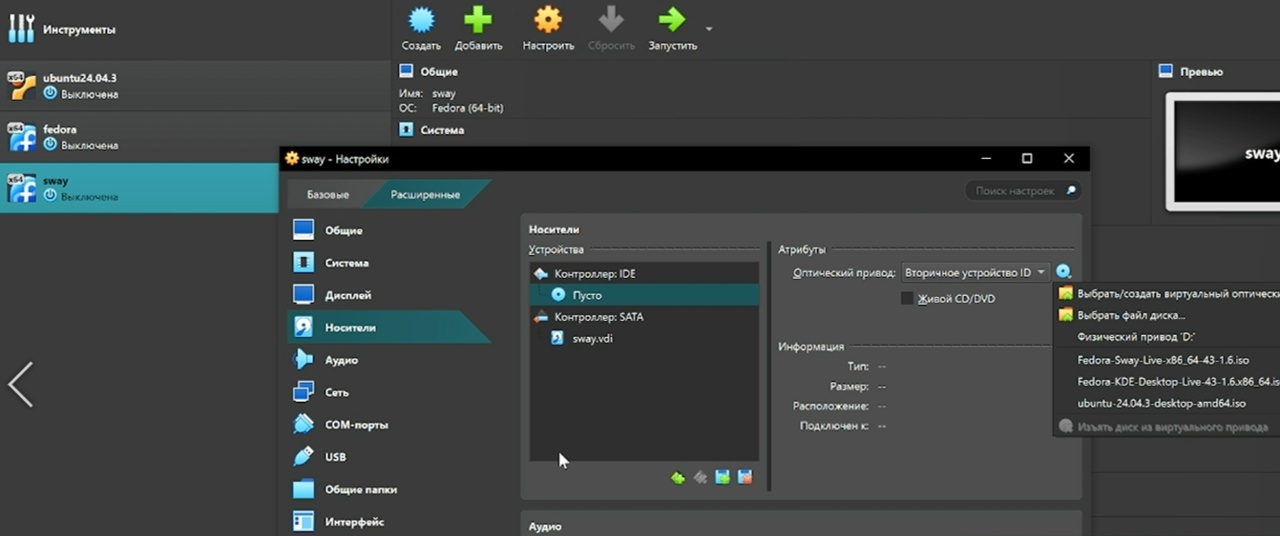 Инструменты
Создать
Добавить
Настроить
Сбросить
Запустить
ubuntu24.04.3
Выключена
Общие
Превью
Имя: sway
ОС: Fedora (64-bit)
fedora
Выключена
Система
sway
sway - Настройки
sway
Выключена
Базовые
Расширенные
Поиск настроек
Общие
Система
Дисплей
Носители
Аудио
Сеть
COM-порты
USB
Общие папки
Интерфейс
Носители
Устройства
Контроллер: IDE
Пусто
Контроллер: SATA
sway.vdi
Атрибуты
Оптический привод: Вторичное устройство ID
Живой CD/DVD
Информация
Тип: --
Размер: --
Расположение: --
Подключен к: --
Выбрать/создать виртуальный оптически
Выбрать файл диска...
Физический привод 'D:'
Fedora-Sway-Live-x86_64-43-1.6.iso
Fedora-KDE-Desktop-Live-43-1.6.x86_64.is
ubuntu-24.04.3-desktop-amd64.iso
Изъять диск из виртуального привода
Аудио